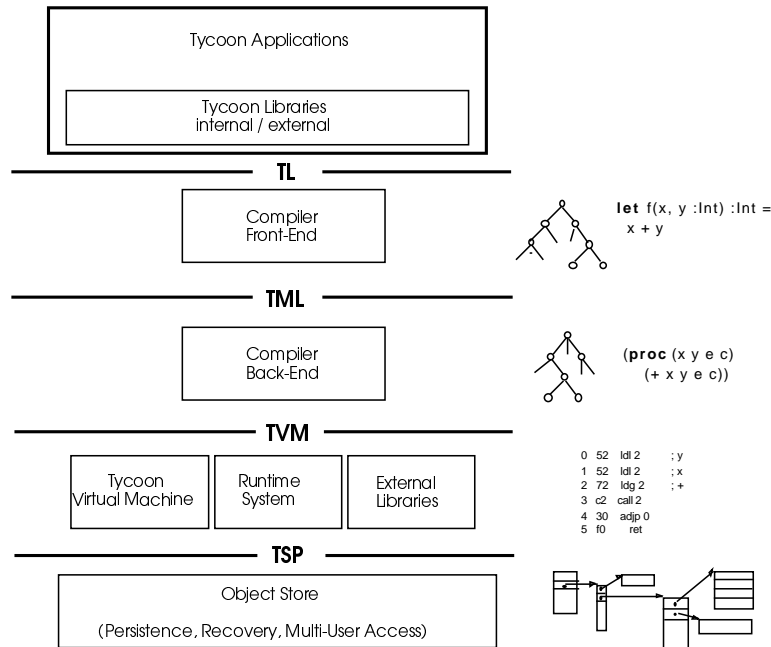 Tycoon Applications
Tycoon Libraries
internal / external
TL
Compiler
Front-End
let f(x, y :Int) :Int =
x + y
TML
Compiler
Back-End
(proc (x y e c)
(+ x y e c))
TVM
Tycoon
Virtual Machine
Runtime
System
External
Libraries
0 52 ldl 2 ; y
1 52 ldl 2 ; x
2 72 ldg 2 ; +
3 c2 call 2
4 30 adjp 0
5 f0 ret
TSP
Object Store
(Persistence, Recovery, Multi-User Access)